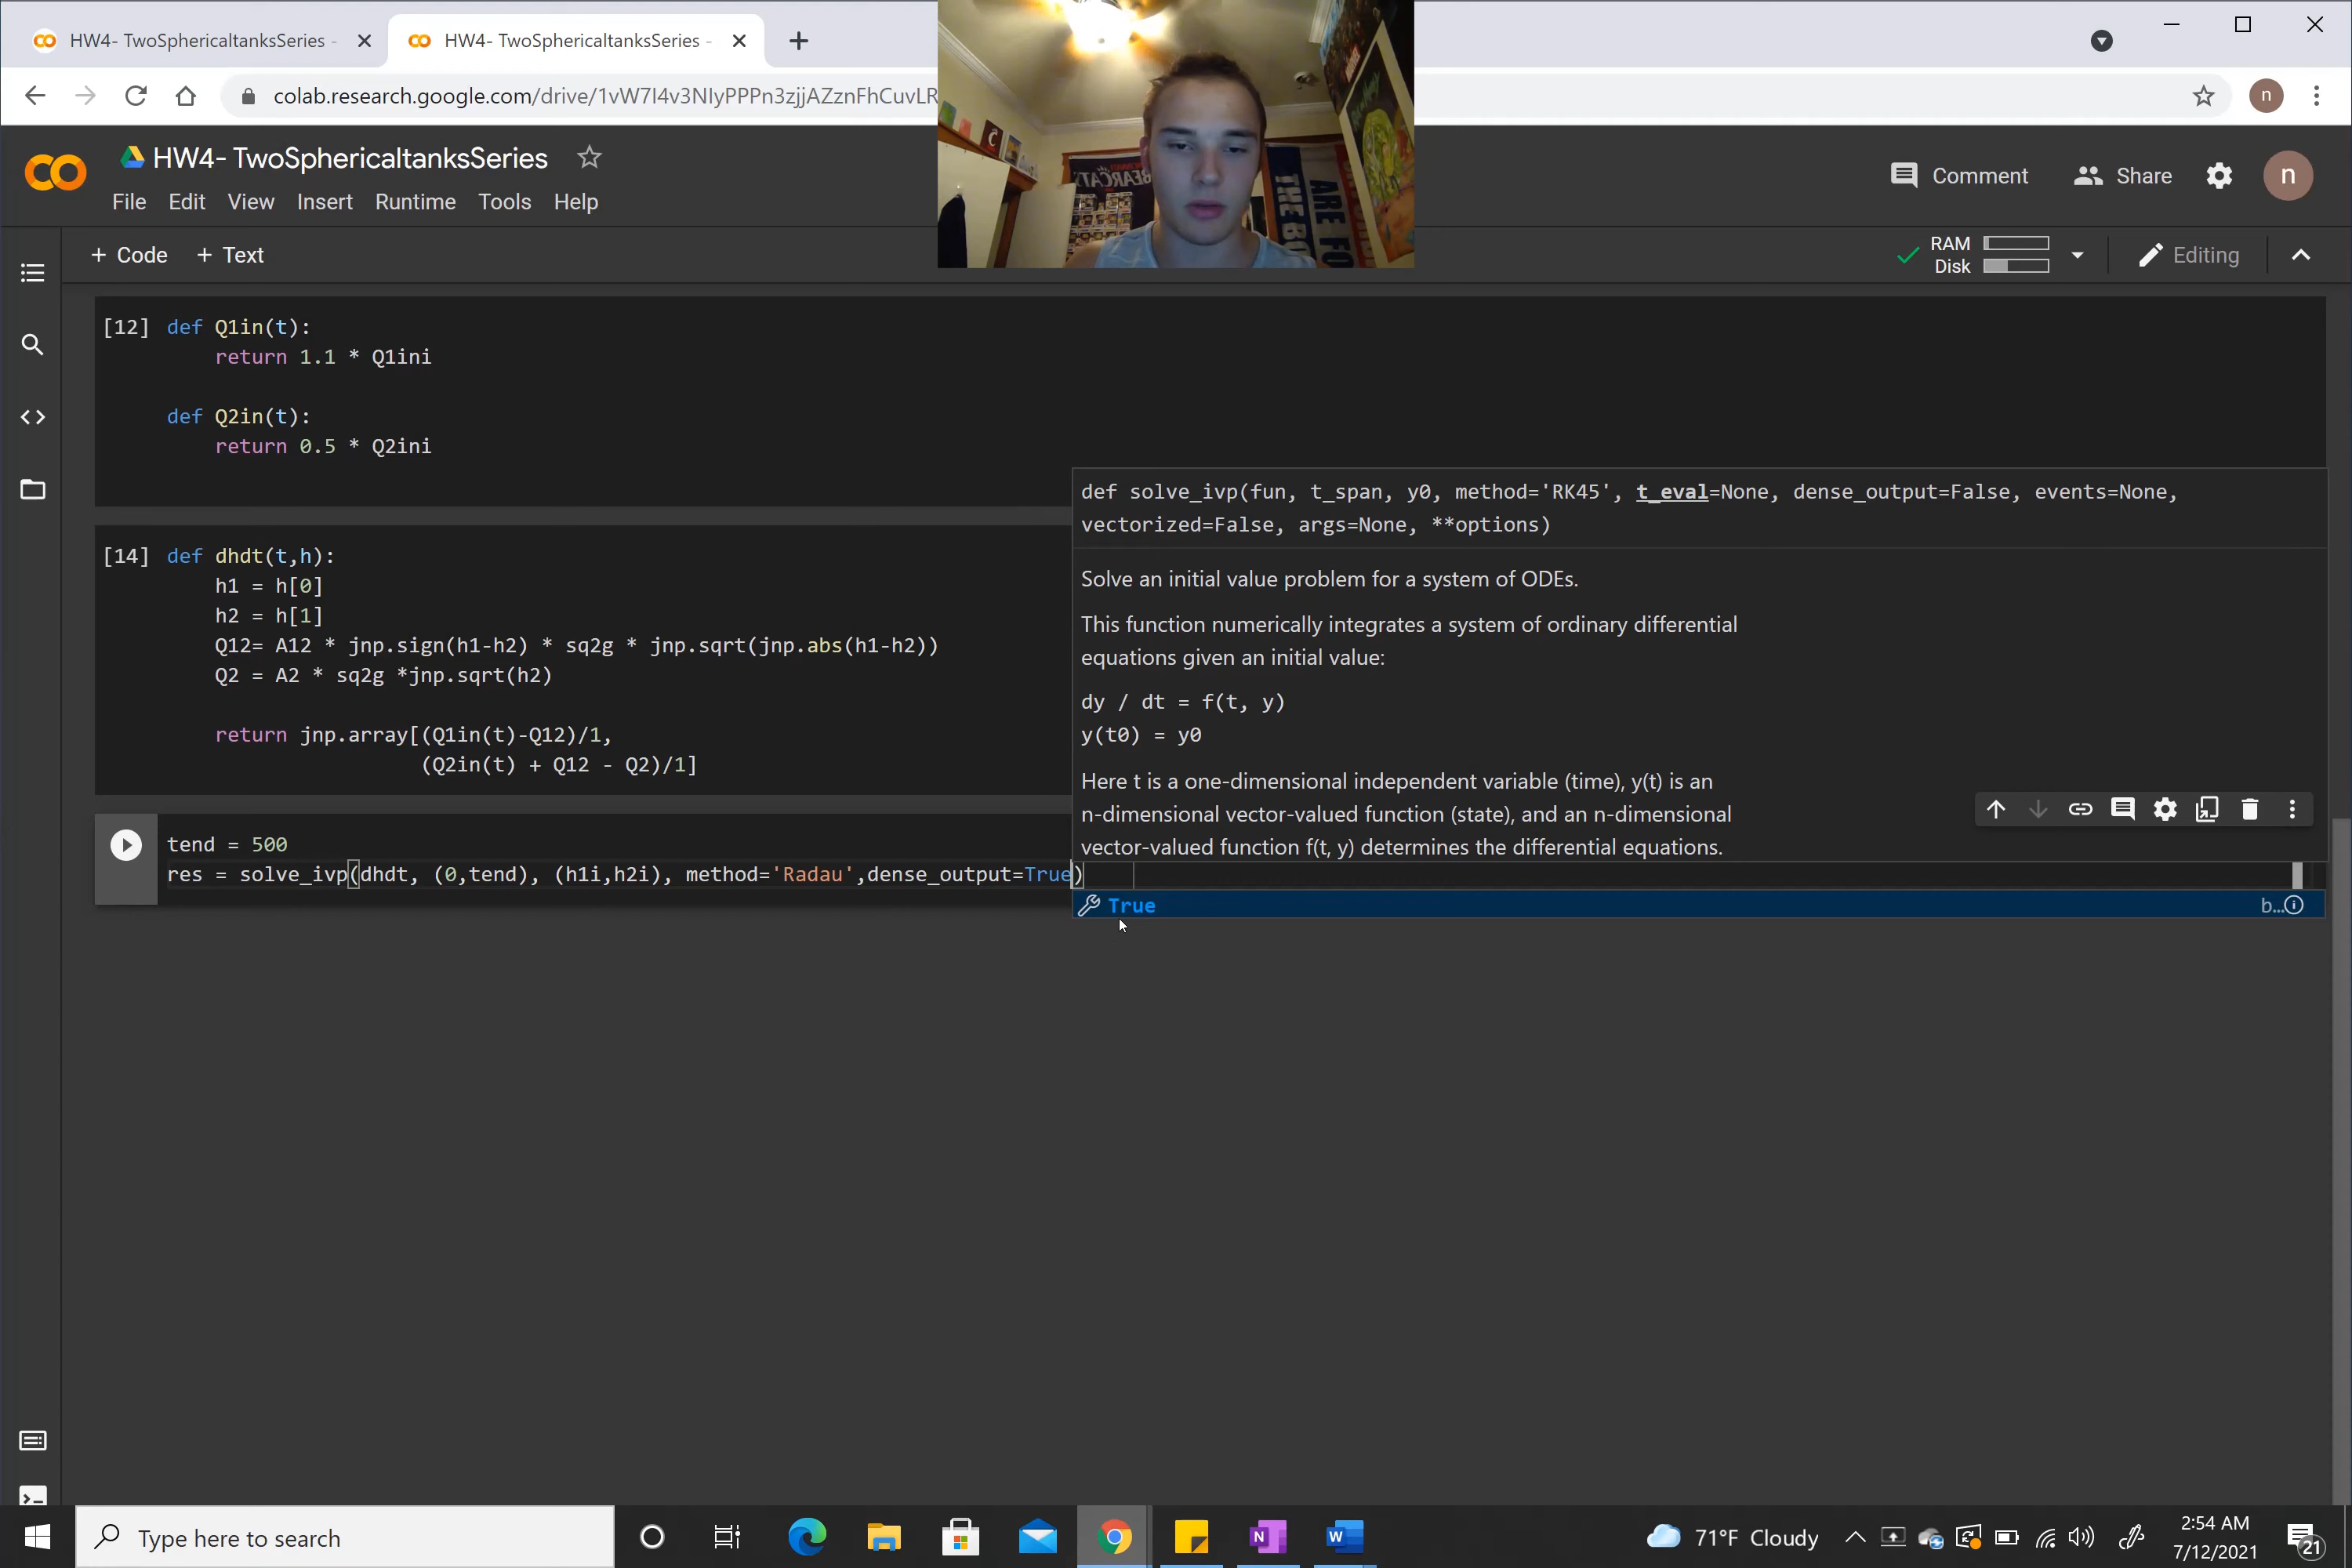 HW4- TwoSphericaltanksSeries -
HW4- TwoSphericaltanksSeries -
colab.research.google.com/drive/1vW7I4v3NIyPPPn3zjjAZznFhCuvLR
n
HW4- TwoSphericaltanksSeries
Comment
Share
n
File Edit View Insert Runtime Tools Help
+ Code + Text
RAM
Disk
Editing
[12] def Q1in(t):
return 1.1 * Q1ini
def Q2in(t):
return 0.5 * Q2ini
def solve_ivp(fun, t_span, y0, method='RK45', t_eval=None, dense_output=False, events=None,
vectorized=False, args=None, **options)
Solve an initial value problem for a system of ODEs.
This function numerically integrates a system of ordinary differential
equations given an initial value:
dy / dt = f(t, y)
y(t0) = y0
Here t is a one-dimensional independent variable (time), y(t) is an
n-dimensional vector-valued function (state), and an n-dimensional
vector-valued function f(t, y) determines the differential equations.
[14] def dhdt(t,h):
h1 = h[0]
h2 = h[1]
Q12= A12 * jnp.sign(h1-h2) * sq2g * jnp.sqrt(jnp.abs(h1-h2))
Q2 = A2 * sq2g *jnp.sqrt(h2)
return jnp.array[(Q1in(t)-Q12)/1,
(Q2in(t) + Q12 - Q2)/1]
tend = 500
res = solve_ivp(dhdt, (0,tend), (h1i,h2i), method='Radau',dense_output=True)
True
b...
BEARCATS
THE BO
ARE FO
Type here to search
71°F Cloudy
2:54 AM
7/12/2021
21